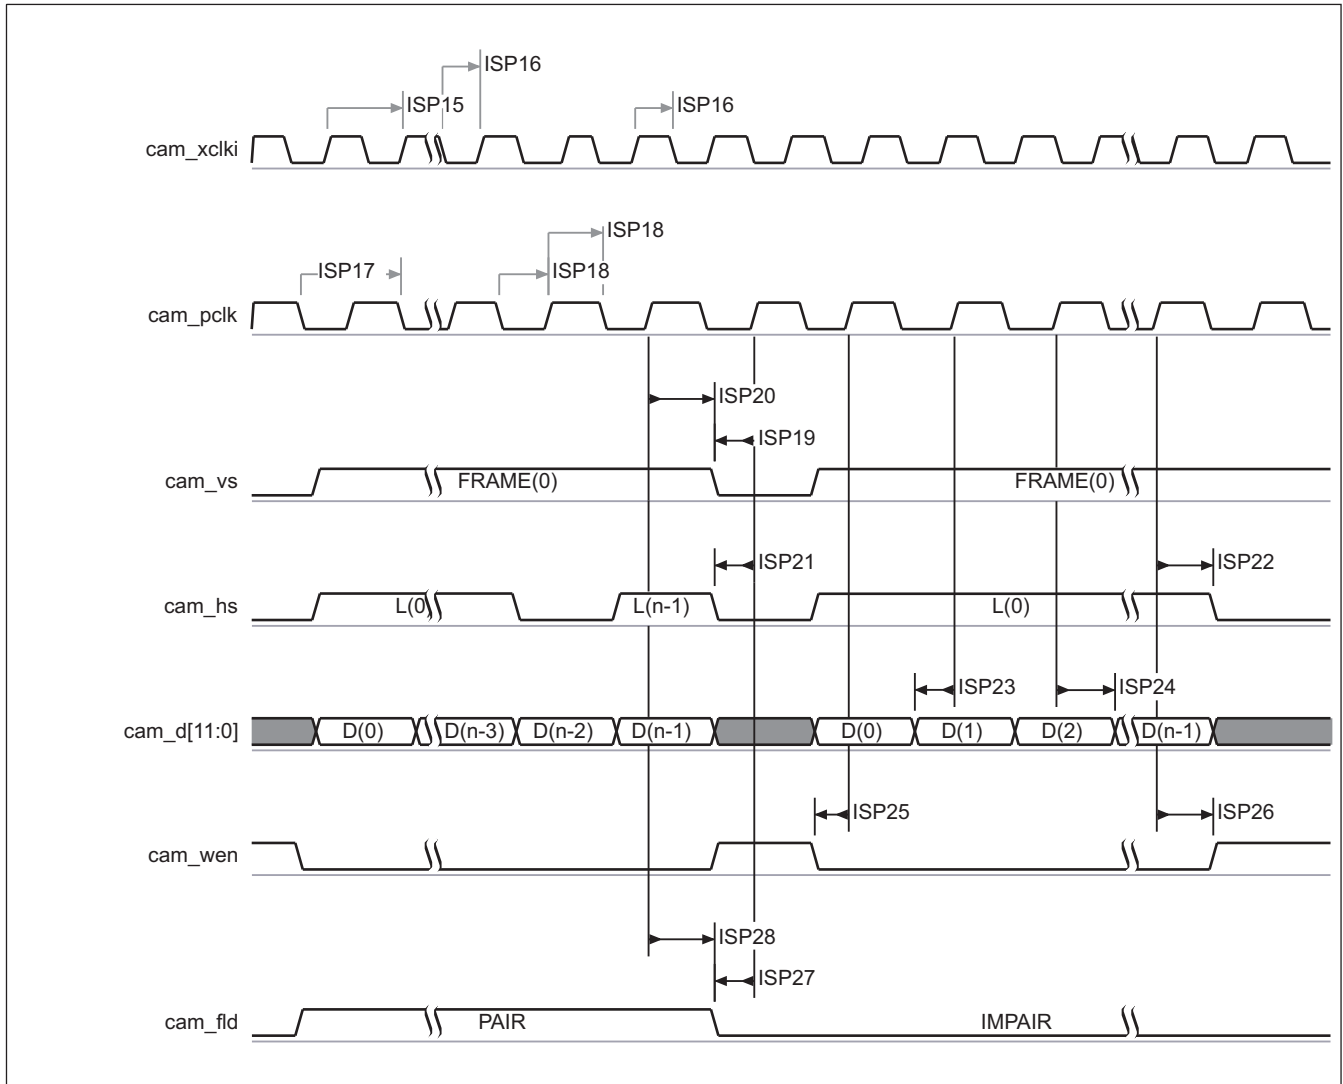 ISP16
ISP15
ISP16
cam_xclki
ISP18
ISP17
ISP18
cam_pclk
ISP20
ISP19
cam_vs
FRAME(0)
FRAME(0)
ISP21
ISP22
cam_hs
L(0)
L(n-1)
L(0)
ISP23
ISP24
cam_d[11:0]
D(0)
D(n-3)
D(n-2)
D(n-1)
D(0)
D(1)
D(2)
D(n-1)
ISP25
ISP26
cam_wen
ISP28
ISP27
cam_fld
PAIR
IMPAIR